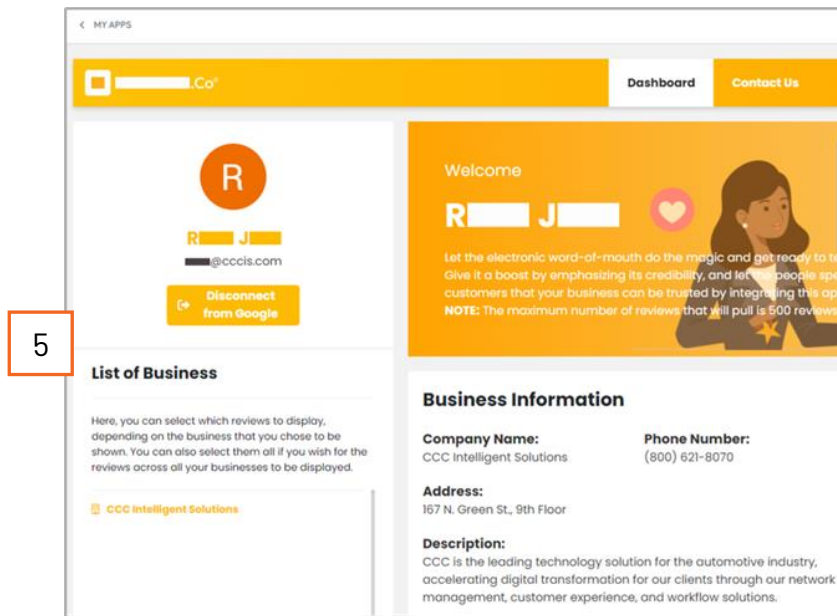 < MY APPS
.Co
Dashboard
Contact Us
R
R J
@cccis.com
Disconnect
from Google
Welcome
R J
Let the electronic word-of-mouth do the magic and get ready to
Give it a boost by emphasizing its credibility, and let the people
customers that your business can be trusted by integrating this
NOTE: The maximum number of reviews that will pull is 500 reviews
5
List of Business
Here, you can select which reviews to display,
depending on the business that you chose to be
shown. You can also select them all if you wish for the
reviews across all your businesses to be displayed.
CCC Intelligent Solutions
Business Information
Company Name:
CCC Intelligent Solutions
Phone Number:
(800) 621-8070
Address:
167 N. Green St., 9th Floor
Description:
CCC is the leading technology solution for the automotive industry,
accelerating digital transformation for our clients through our network
management, customer experience, and workflow solutions.